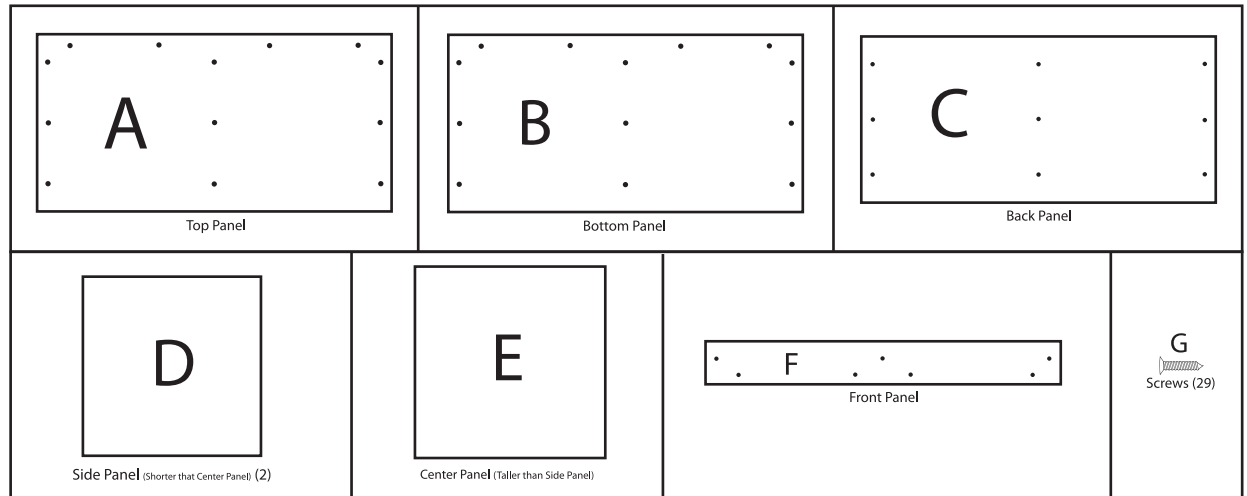 A
Top Panel
B
Bottom Panel
C
Back Panel
D
Side Panel (Shorter that Center Panel) (2)
E
Center Panel (Taller than Side Panel)
F
Front Panel
G
Screws (29)